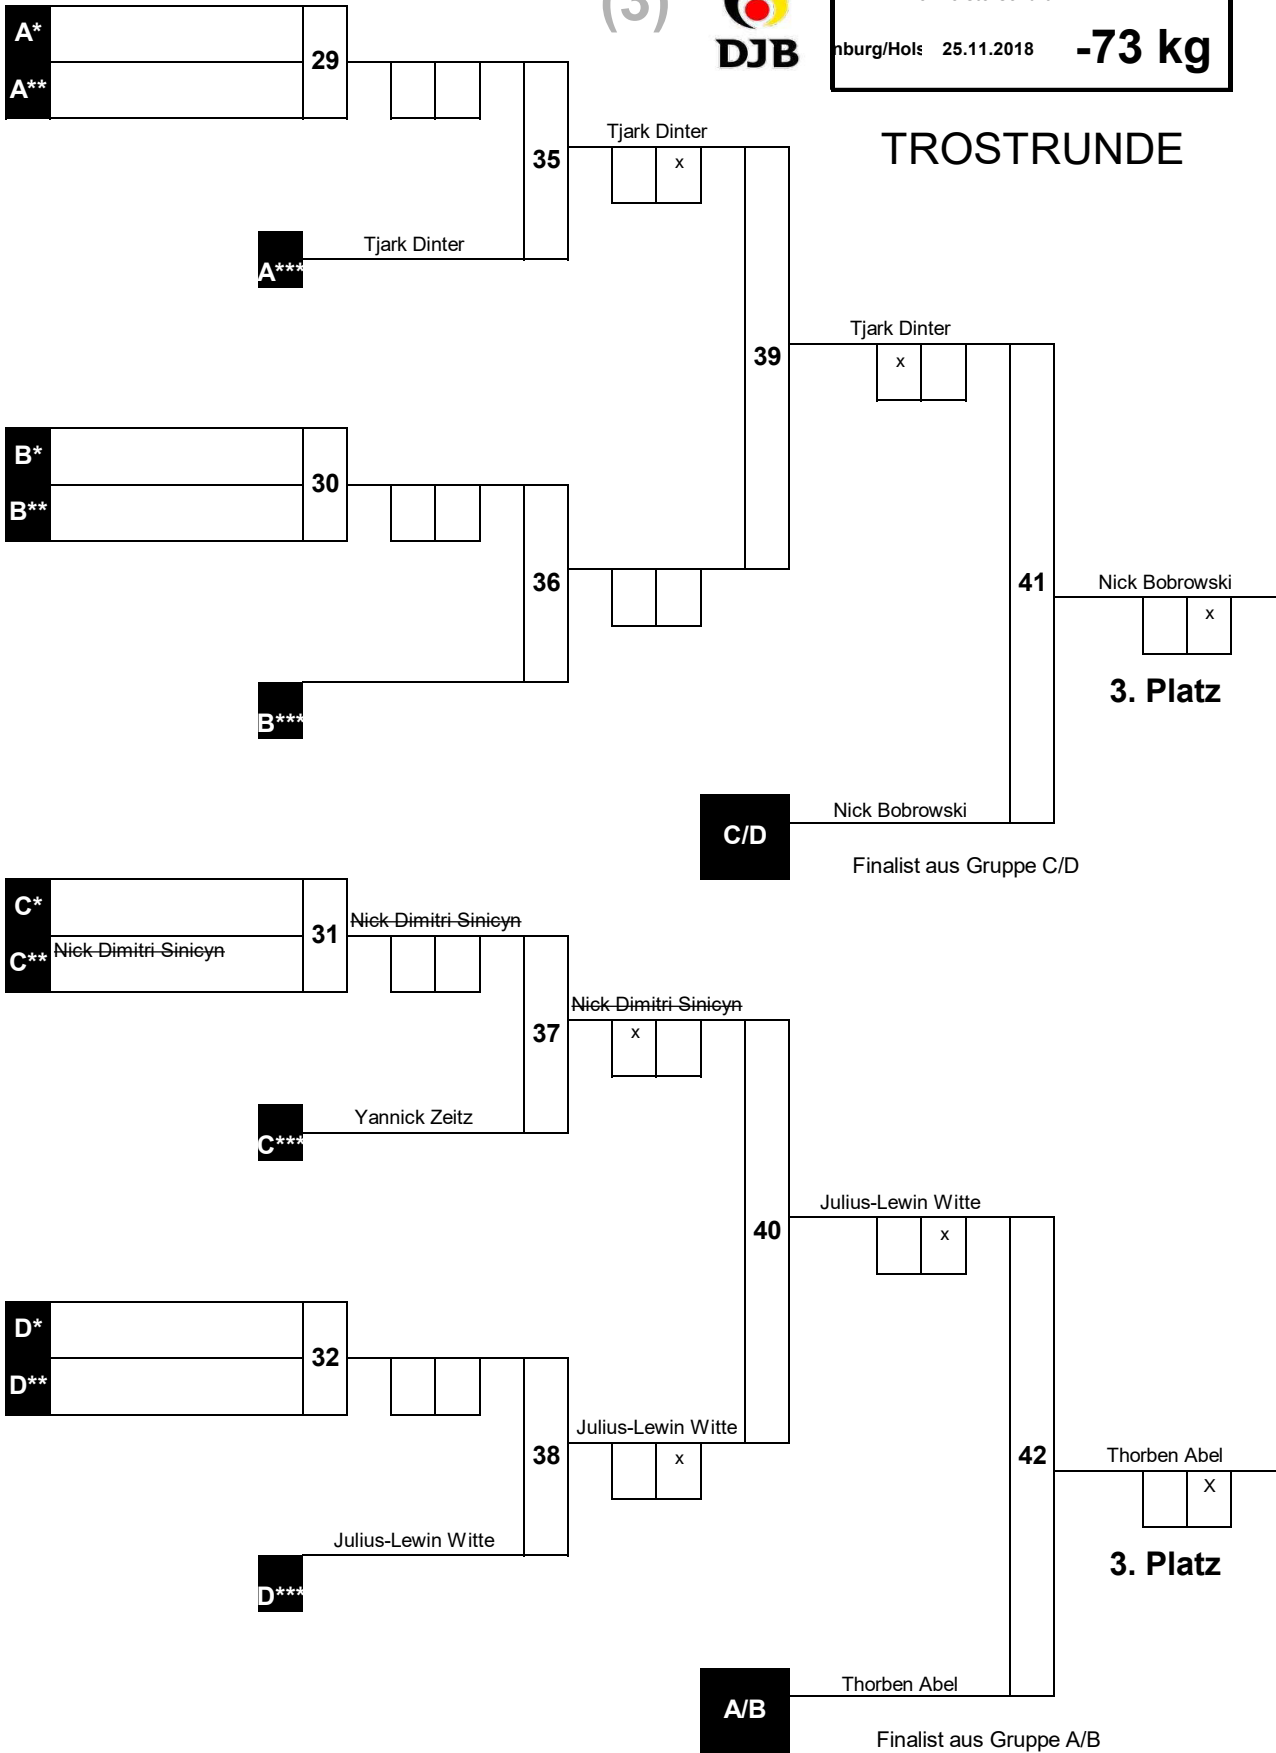 (3)
DJB
25.11.2018
-73 kg
TROSTRUNDE
A*
A**
29
35
Tjark Dinter
x
A***
Tjark Dinter
39
Tjark Dinter
x
B*
B**
30
36
B***
41
Nick Bobrowski
x
3. Platz
C/D
Nick Bobrowski
Finalist aus Gruppe C/D
C*
C**
Nick Dimitri Sinicyn
31
Nick Dimitri Sinicyn
37
Nick Dimitri Sinicyn
x
C***
Yannick Zeitz
40
Julius-Lewin Witte
x
D*
D**
32
38
Julius-Lewin Witte
x
D***
Julius-Lewin Witte
42
Thorben Abel
X
3. Platz
A/B
Thorben Abel
Finalist aus Gruppe A/B